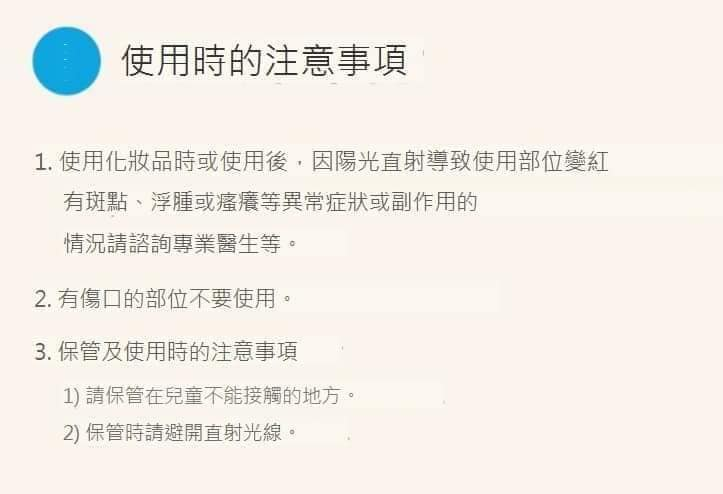 使用時的注意事項
1. 使用化妝品時或使用後，因陽光直射導致使用部位變紅
有斑點、浮腫或瘙癢等異常症狀或副作用的
情況請諮詢專業醫生等。
2. 有傷口的部位不要使用。
3. 保管及使用時的注意事項
1) 請保管在兒童不能接觸的地方。
2) 保管時請避開直射光線。